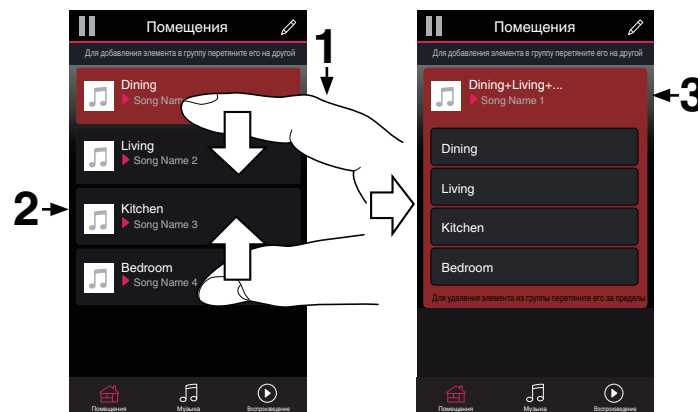 Помещения
Для добавления элемента в группу перетяните его на другой
Dining
Song Nam
Living
Song Name 2
Kitchen
Song Name 3
Bedroom
Song Name 4
Помещения
Музыка
Воспроизведение
1
2
Помещения
Для добавления элемента в группу перетяните его на другой
Dining+Living+...
Song Name 1
Dining
Living
Kitchen
Bedroom
Для удаления элемента из группы перетяните его за пределы
Помещения
Музыка
Воспроизведение
3